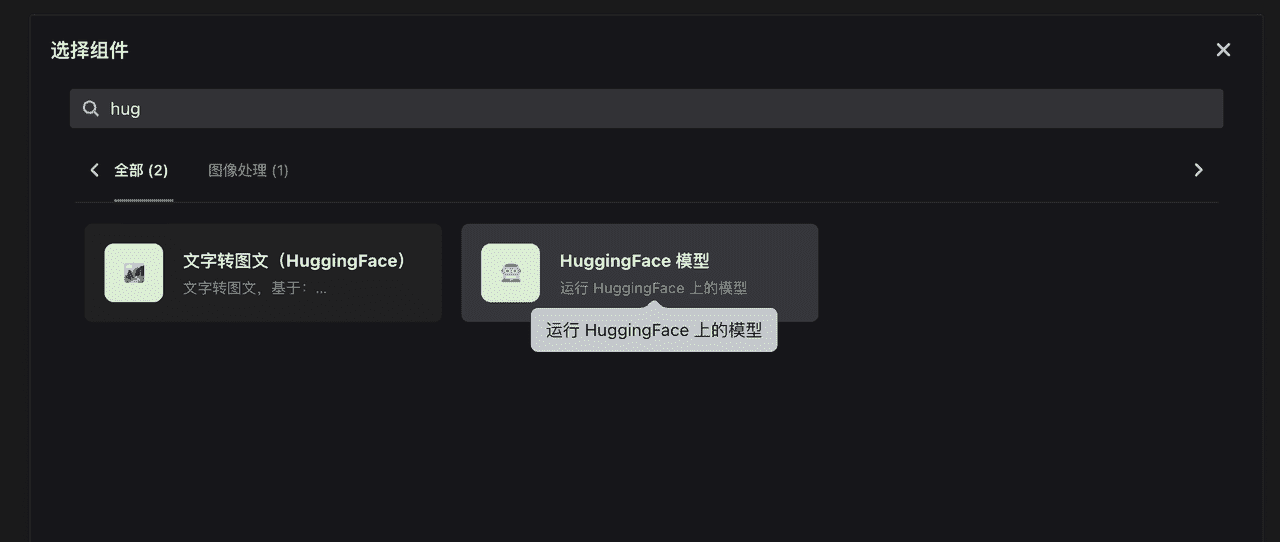 选择组件
hug
全部 (2)
图像处理 (1)
文字转图文（HuggingFace）
文字转图文，基于：...
HuggingFace 模型
运行 HuggingFace 上的模型
运行 HuggingFace 上的模型